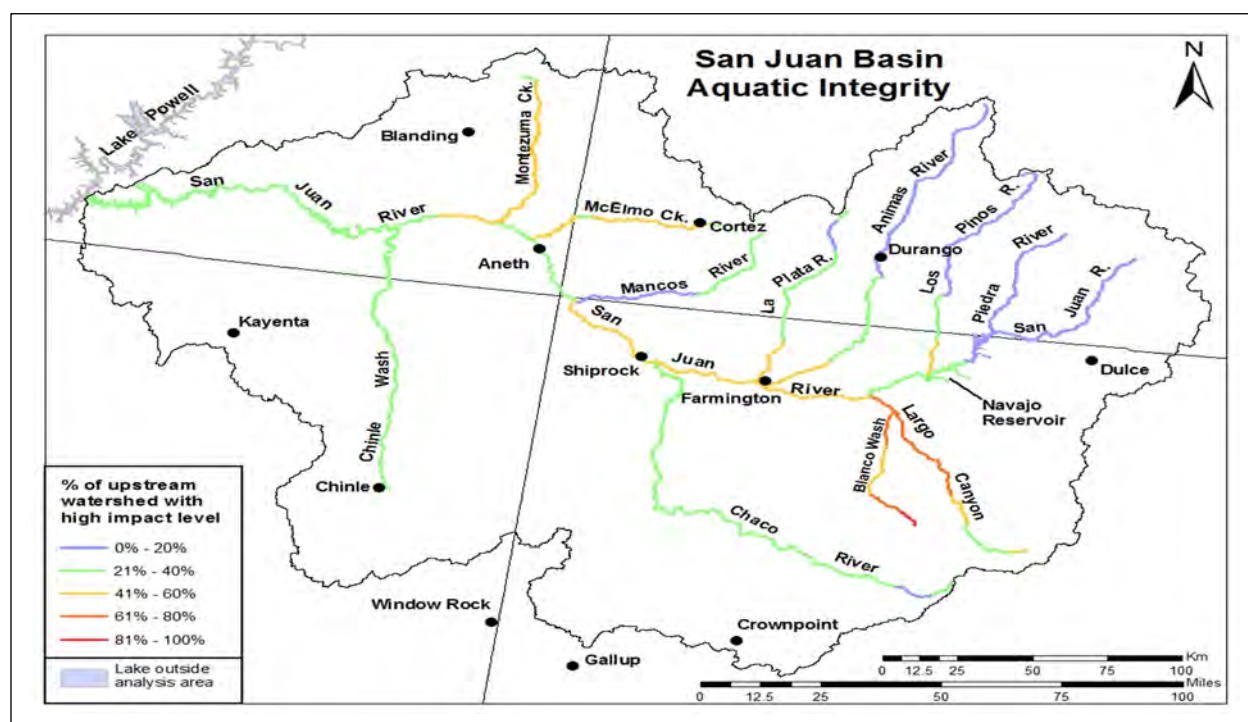 San Juan Basin
Aquatic Integrity
N
Lake Powell
Blanding
Montezuma Ck.
San Juan River
McElmo Ck.
Cortez
Aneth
Mancos River
La Plata R.
Animas River
Durango
Los Pinos R.
Piedra River
San Juan R.
Kayenta
San Juan River
Shiprock
Farmington
Dulce
Navajo
Reservoir
Chinle Wash
Largo Canyon
Blanco Wash
Chinle
Chaco River
Window Rock
Crownpoint
Gallup
% of upstream
watershed with
high impact level
0% - 20%
21% - 40%
41% - 60%
61% - 80%
81% - 100%
Lake outside
analysis area
Km
0 12.5 25 50 75 100
Miles
0 12.5 25 50 75 100